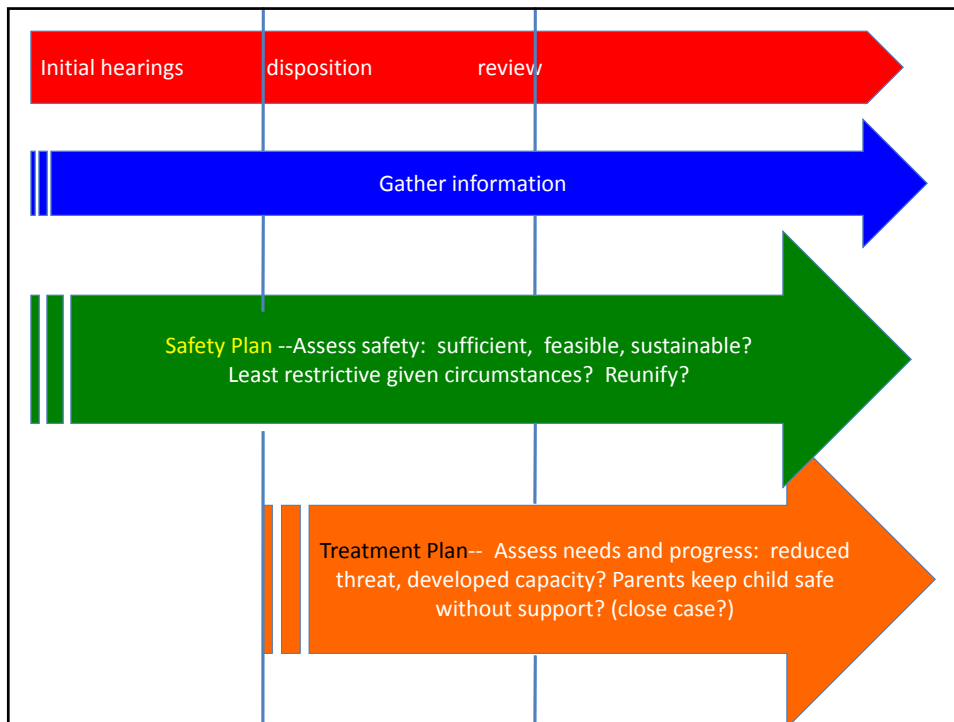 Initial hearings disposition review
Gather information
Safety Plan --Assess safety: sufficient, feasible, sustainable?
Least restrictive given circumstances? Reunify?
Treatment Plan-- Assess needs and progress: reduced
threat, developed capacity? Parents keep child safe
without support? (close case?)